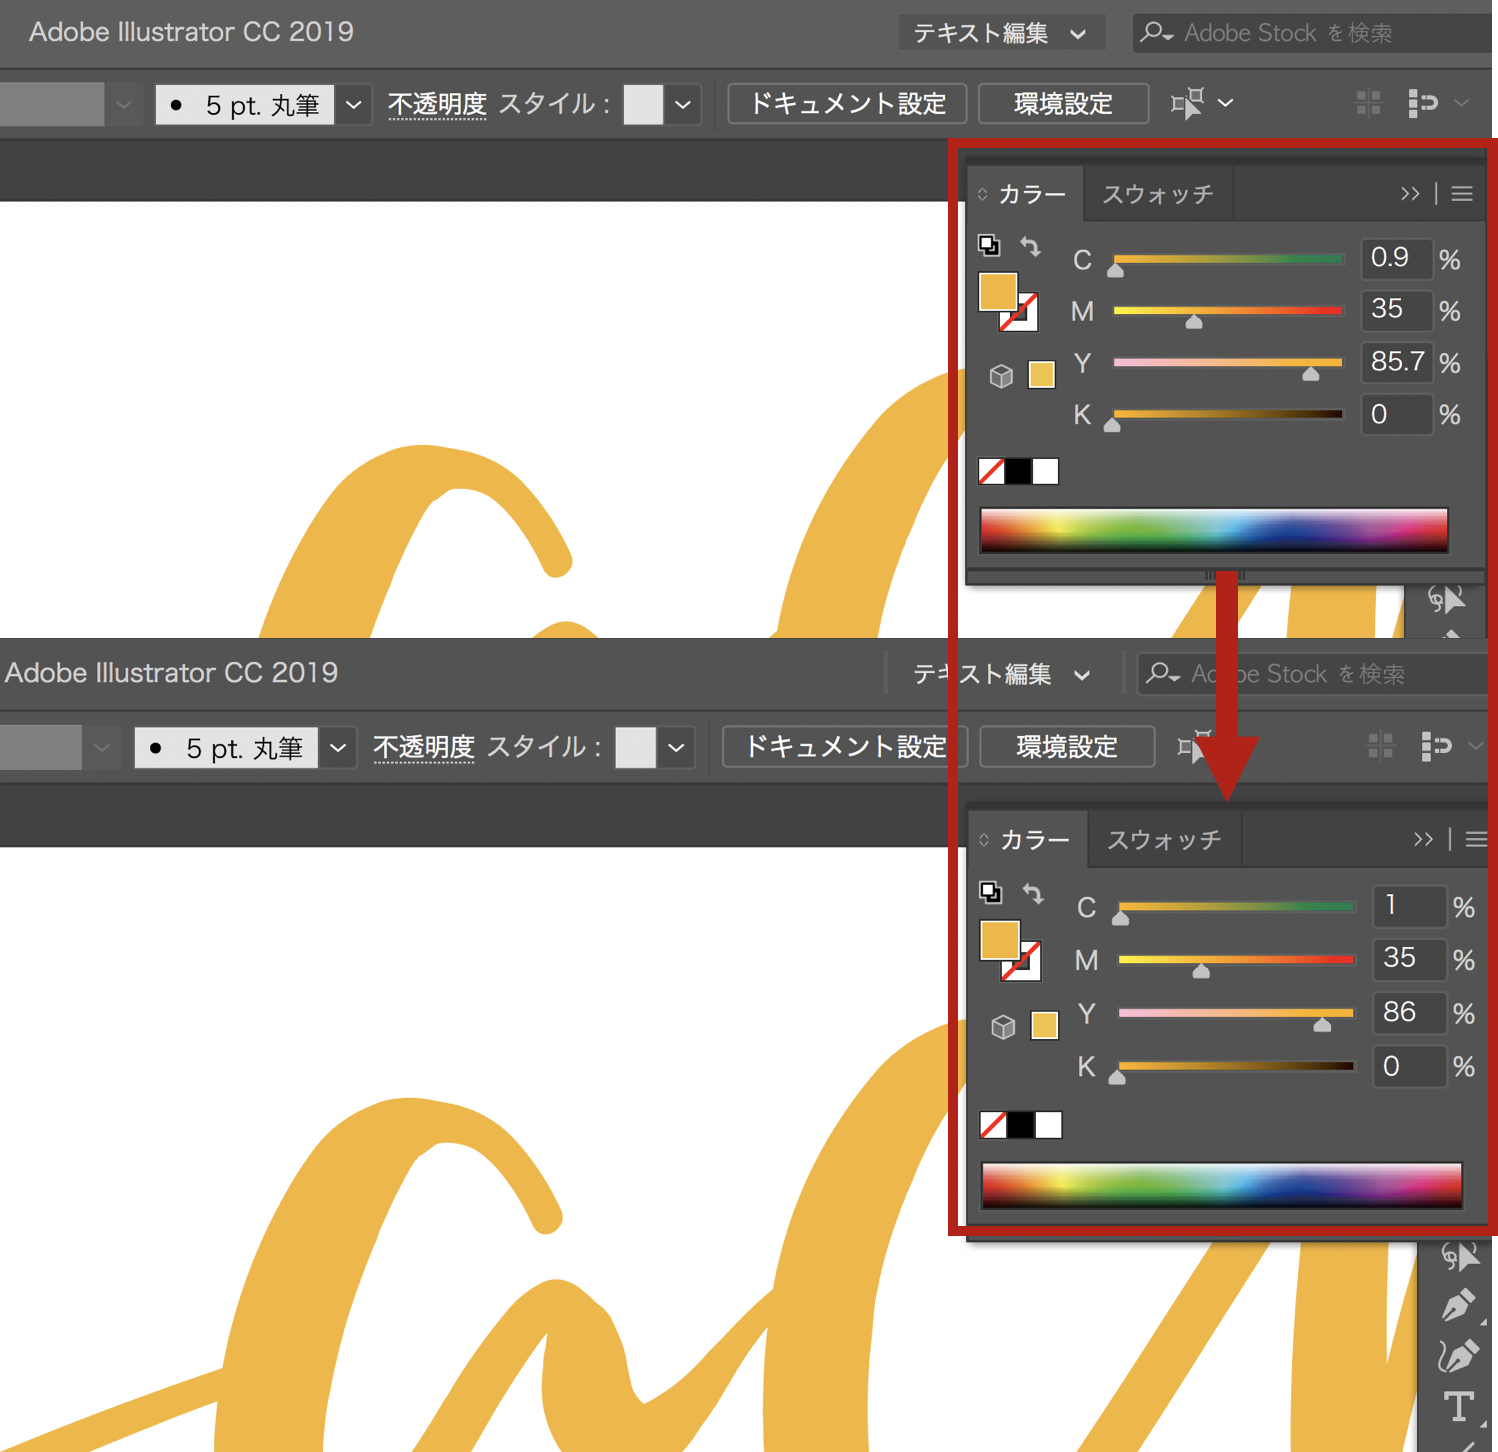 Adobe Illustrator CC 2019
テキスト編集
Adobe Stock を検索
5 pt. 丸筆
不透明度 スタイル :
ドキュメント設定
環境設定
カラー
スウォッチ
C 0.9 %
M 35 %
Y 85.7 %
K 0 %
Adobe Illustrator CC 2019
テキスト編集
Adobe Stock を検索
5 pt. 丸筆
不透明度 スタイル :
ドキュメント設定
環境設定
カラー
スウォッチ
C 1 %
M 35 %
Y 86 %
K 0 %